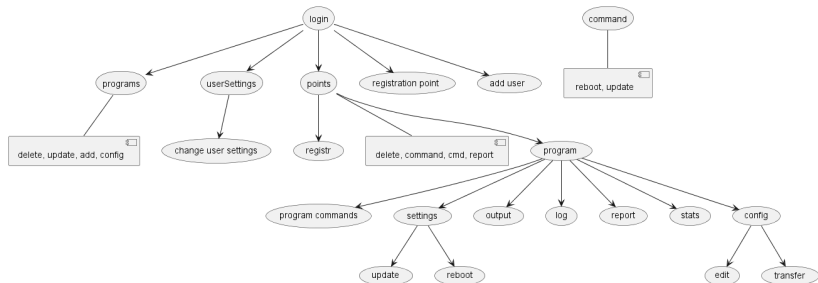 login
command
programs
userSettings
points
registration point
add user
reboot, update
delete, update, add, config
change user settings
registr
delete, command, cmd, report
program
program commands
settings
output
log
report
stats
config
update
reboot
edit
transfer